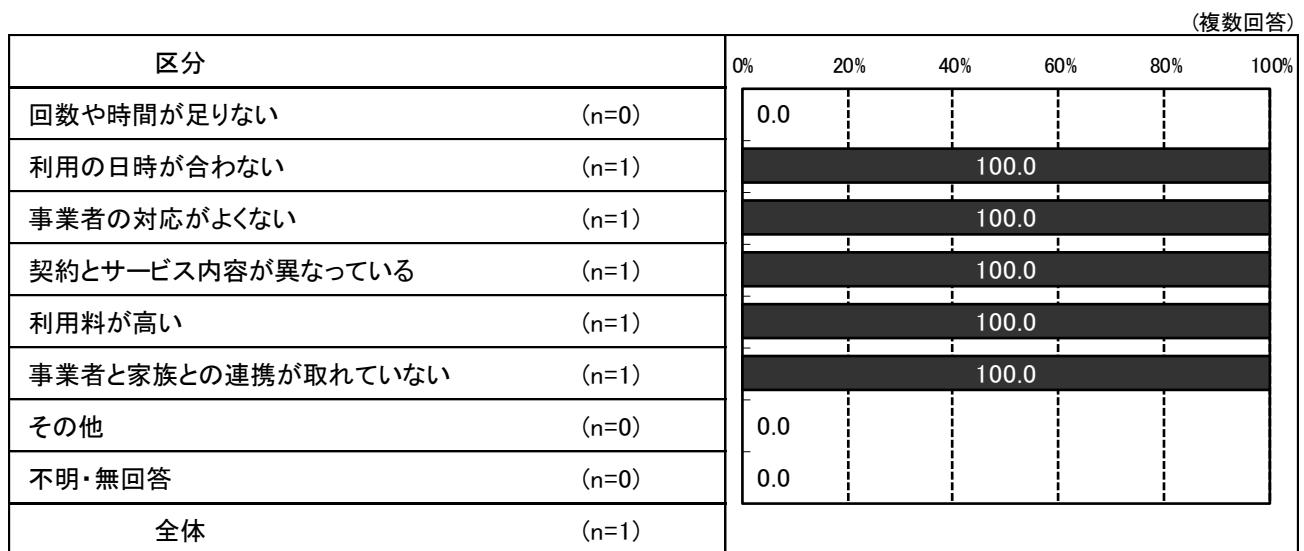 (複数回答)
区分 0% 20% 40% 60% 80% 100%
回数や時間が足りない (n=0) 0.0
利用の日時が合わない (n=1) 100.0
事業者の対応がよくない (n=1) 100.0
契約とサービス内容が異なっている (n=1) 100.0
利用料が高い (n=1) 100.0
事業者と家族との連携が取れていない (n=1) 100.0
その他 (n=0) 0.0
不明・無回答 (n=0) 0.0
全体 (n=1)